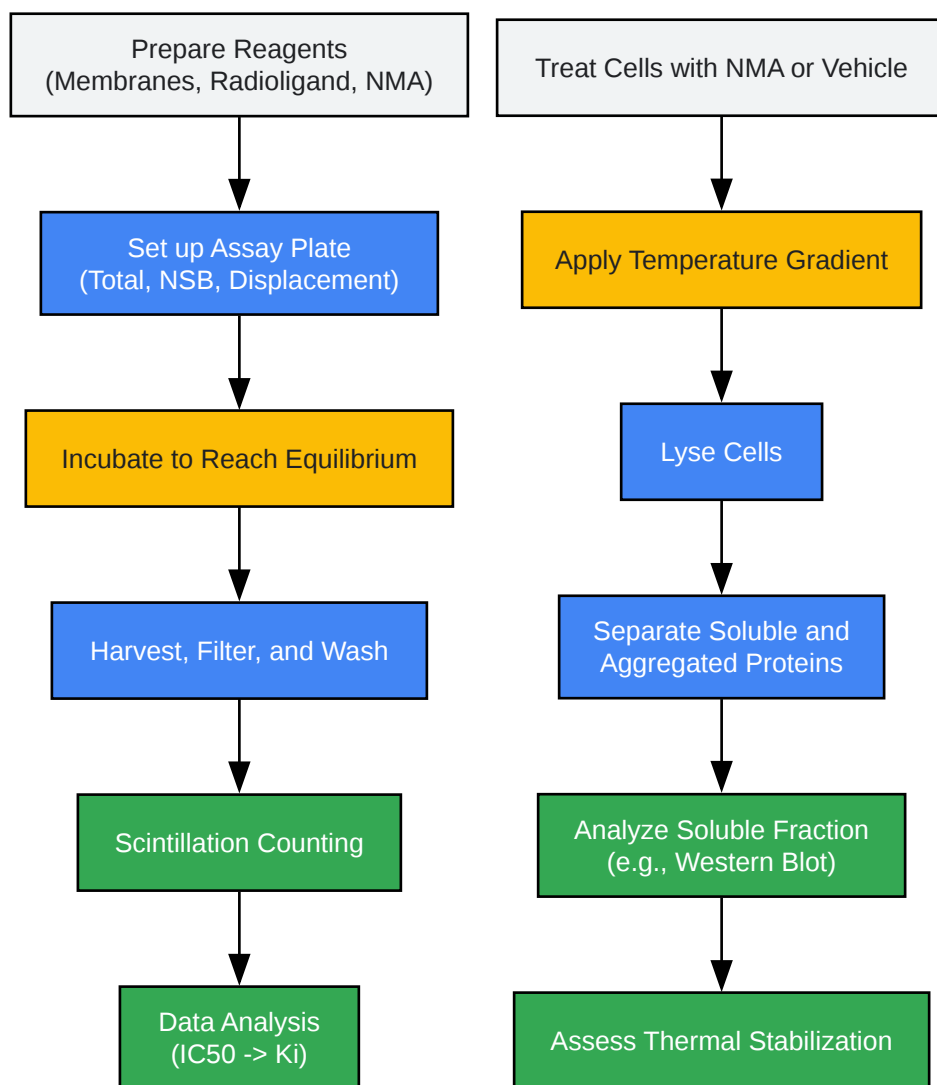 Prepare Reagents
(Membranes, Radioligand, NMA)
Set up Assay Plate
(Total, NSB, Displacement)
Incubate to Reach Equilibrium
Harvest, Filter, and Wash
Scintillation Counting
Data Analysis
(IC50 -> Ki)
Treat Cells with NMA or Vehicle
Apply Temperature Gradient
Lyse Cells
Separate Soluble and
Aggregated Proteins
Analyze Soluble Fraction
(e.g., Western Blot)
Assess Thermal Stabilization